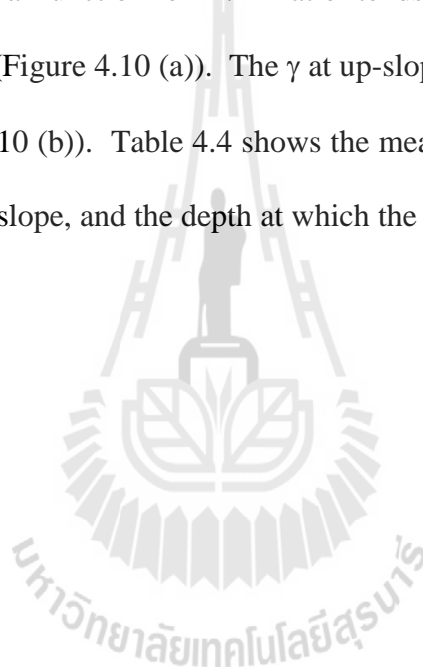 (Figure 4.10 (a)). The γ at up-slop
10 (b)). Table 4.4 shows the mea
slope, and the depth at which the
มหาวิทยาลัยเทคโนโลยีสุรนารี